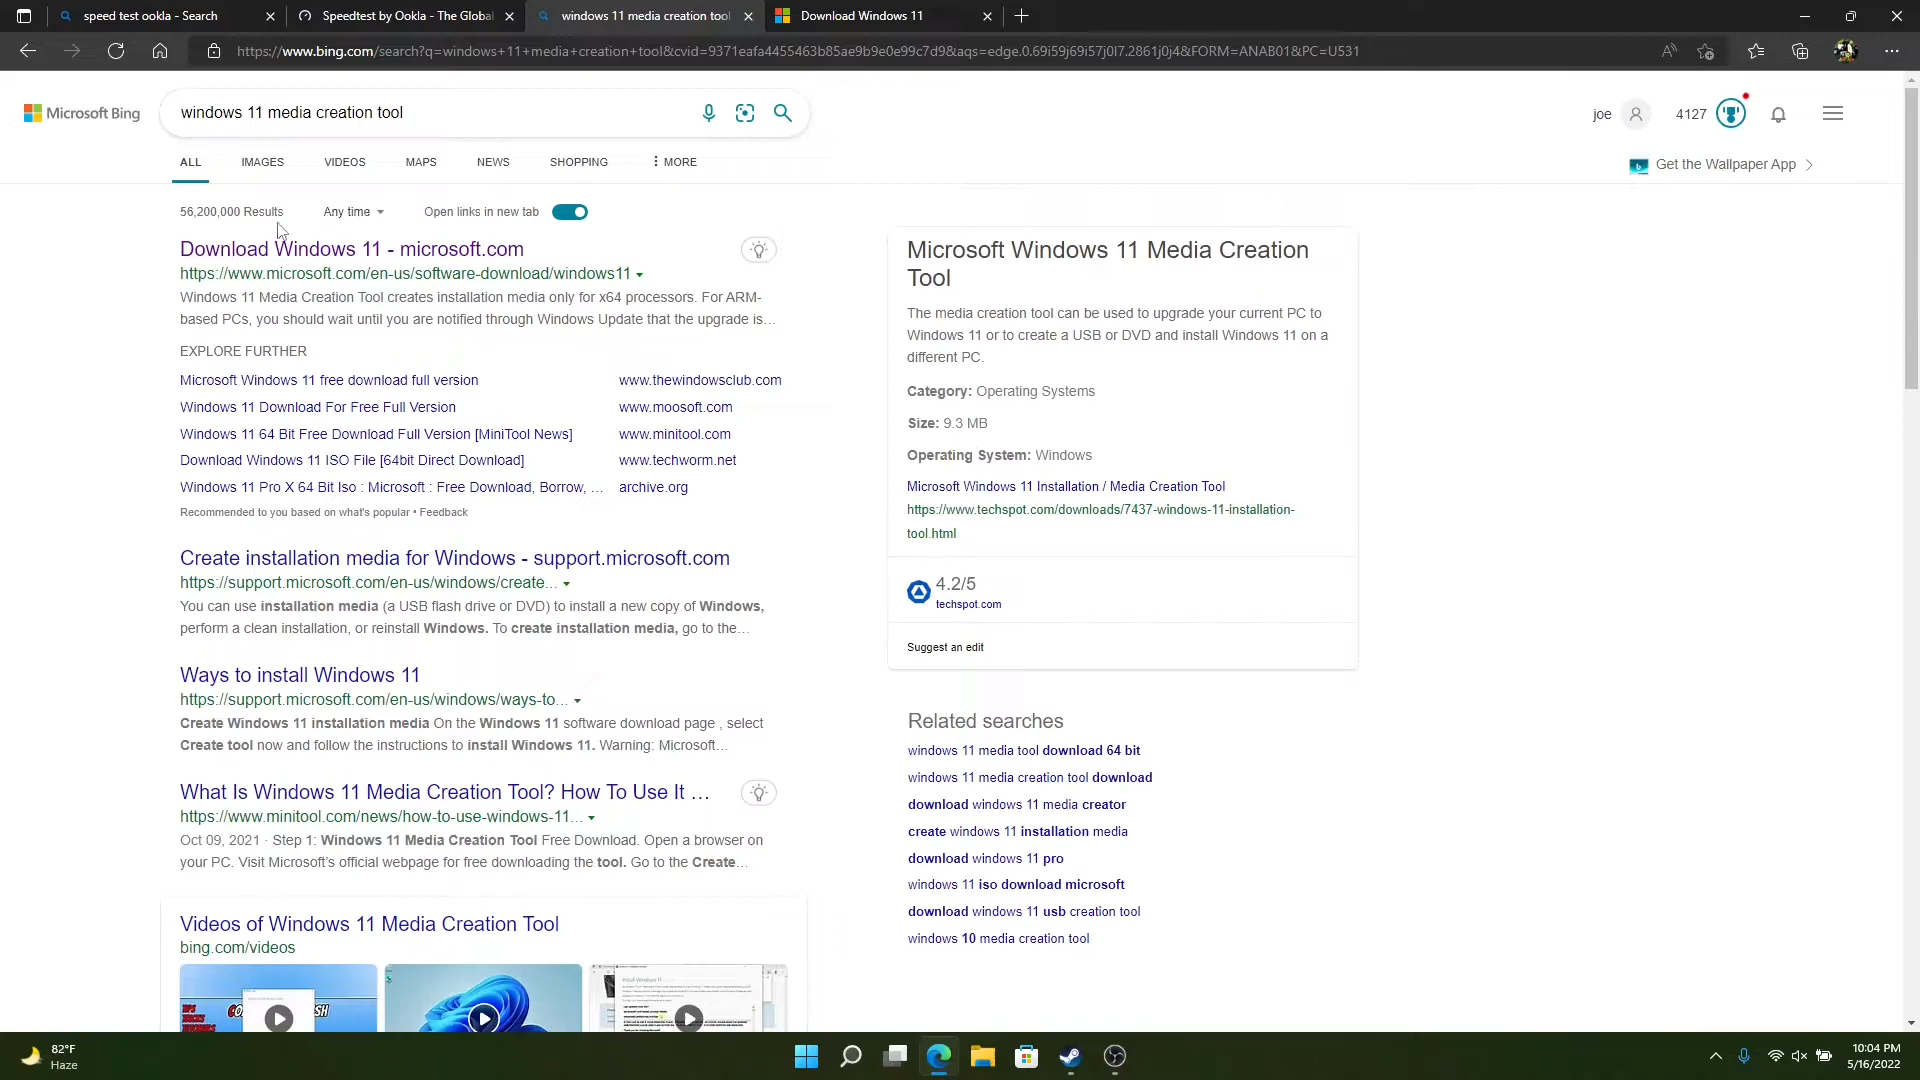 speed test ookla - Search
Speedtest by Ookla - The Global
windows 11 media creation tool
Download Windows 11
https://www.bing.com/search?q=windows+11+media+creation+tool&cvid=9371eafa4455463b85ae9b9e0e99c7d9&aqs=edge.0.69i59j69i57j0l7.2861j0j4&FORM=ANAB01&PC=U531
Microsoft Bing
windows 11 media creation tool
joe
4127
ALL
IMAGES
VIDEOS
MAPS
NEWS
SHOPPING
MORE
Get the Wallpaper App
56,200,000 Results
Any time
Open links in new tab
Download Windows 11 - microsoft.com
https://www.microsoft.com/en-us/software-download/windows11
Windows 11 Media Creation Tool creates installation media only for x64 processors. For ARM-
based PCs, you should wait until you are notified through Windows Update that the upgrade is…
EXPLORE FURTHER
Microsoft Windows 11 free download full version www.thewindowsclub.com
Windows 11 Download For Free Full Version www.moosoft.com
Windows 11 64 Bit Free Download Full Version [MiniTool News] www.minitool.com
Download Windows 11 ISO File [64bit Direct Download] www.techworm.net
Windows 11 Pro X 64 Bit Iso : Microsoft : Free Download, Borrow, … archive.org
Recommended to you based on what's popular • Feedback
Create installation media for Windows - support.microsoft.com
https://support.microsoft.com/en-us/windows/create…
You can use installation media (a USB flash drive or DVD) to install a new copy of Windows,
perform a clean installation, or reinstall Windows. To create installation media, go to the…
Ways to install Windows 11
https://support.microsoft.com/en-us/windows/ways-to…
Create Windows 11 installation media On the Windows 11 software download page , select
Create tool now and follow the instructions to install Windows 11. Warning: Microsoft…
What Is Windows 11 Media Creation Tool? How To Use It …
https://www.minitool.com/news/how-to-use-windows-11…
Oct 09, 2021 · Step 1: Windows 11 Media Creation Tool Free Download. Open a browser on
your PC. Visit Microsoft's official webpage for free downloading the tool. Go to the Create…
Videos of Windows 11 Media Creation Tool
bing.com/videos
Microsoft Windows 11 Media Creation
Tool
The media creation tool can be used to upgrade your current PC to
Windows 11 or to create a USB or DVD and install Windows 11 on a
different PC.
Category: Operating Systems
Size: 9.3 MB
Operating System: Windows
Microsoft Windows 11 Installation / Media Creation Tool
https://www.techspot.com/downloads/7437-windows-11-installation-
tool.html
4.2/5
techspot.com
Suggest an edit
Related searches
windows 11 media tool download 64 bit
windows 11 media creation tool download
download windows 11 media creator
create windows 11 installation media
download windows 11 pro
windows 11 iso download microsoft
download windows 11 usb creation tool
windows 10 media creation tool
82°F
Haze
10:04 PM
5/16/2022